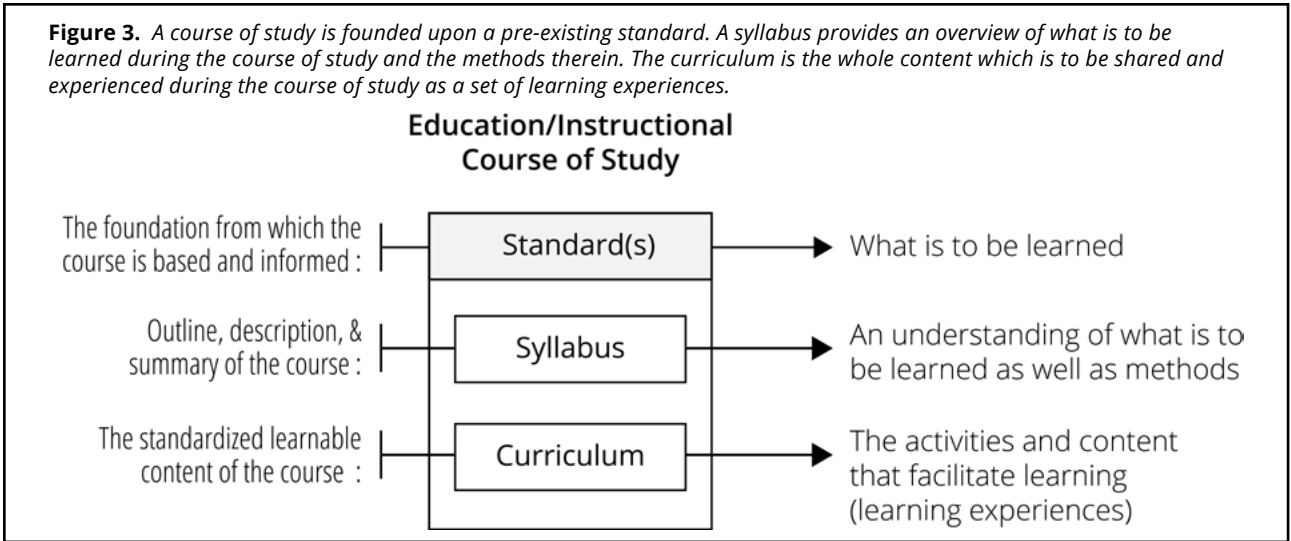 Figure 3. A course of study is founded upon a pre-existing standard. A syllabus provides an overview of what is to be
learned during the course of study and the methods therein. The curriculum is the whole content which is to be shared and
experienced during the course of study as a set of learning experiences.
Education/Instructional
Course of Study
The foundation from which the
course is based and informed :
Standard(s)
What is to be learned
Outline, description, &
summary of the course :
Syllabus
An understanding of what is to
be learned as well as methods
The standardized learnable
content of the course :
Curriculum
The activities and content
that facilitate learning
(learning experiences)